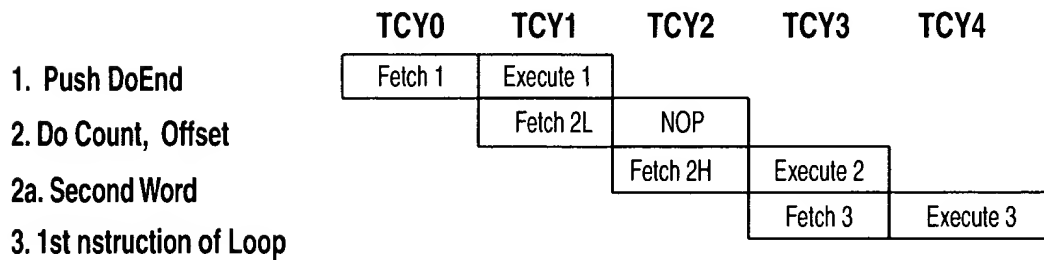 TCY0 TCY1 TCY2 TCY3 TCY4
1. Push DoEnd Fetch 1 Execute 1
2. Do Count, Offset Fetch 2L NOP
2a. Second Word Fetch 2H Execute 2
3. 1st nstruction of Loop Fetch 3 Execute 3